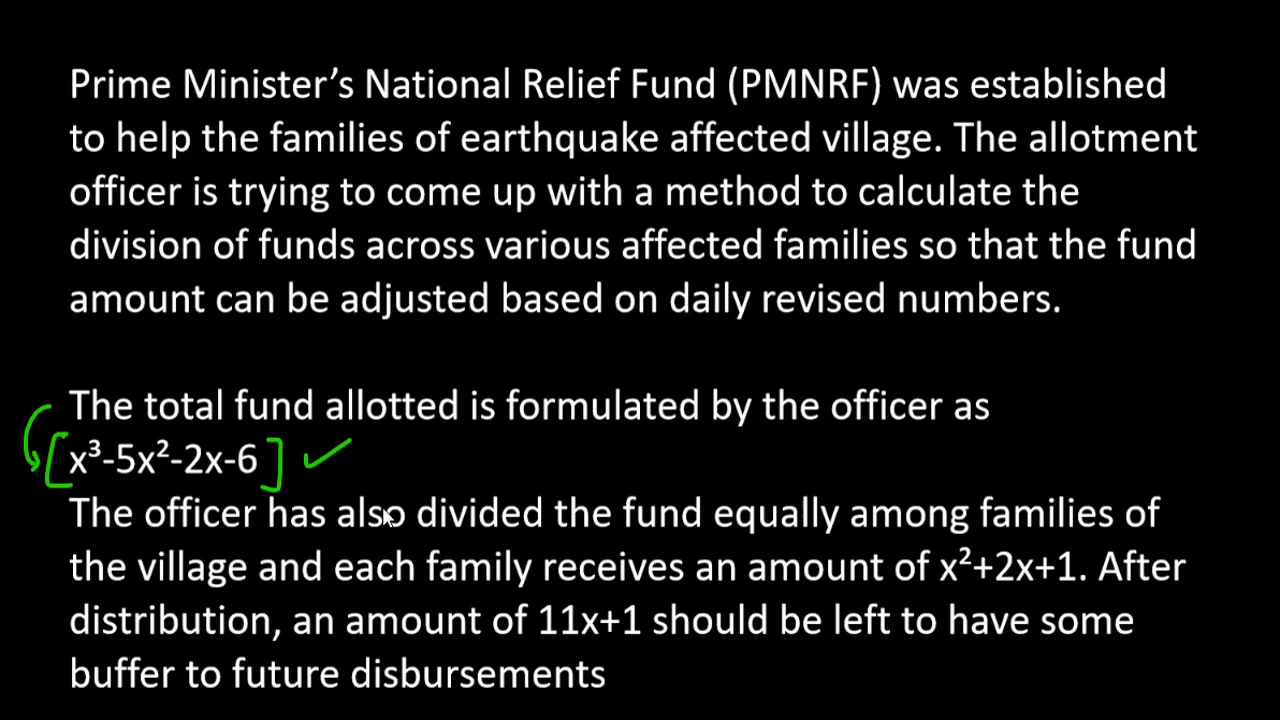 Prime Minister’s National Relief Fund (PMNRF) was established
to help the families of earthquake affected village. The allotment
officer is trying to come up with a method to calculate the
division of funds across various affected families so that the fund
amount can be adjusted based on daily revised numbers.
The total fund allotted is formulated by the officer as
x³-5x²-2x-6
The officer has also divided the fund equally among families of
the village and each family receives an amount of x²+2x+1. After
distribution, an amount of 11x+1 should be left to have some
buffer to future disbursements